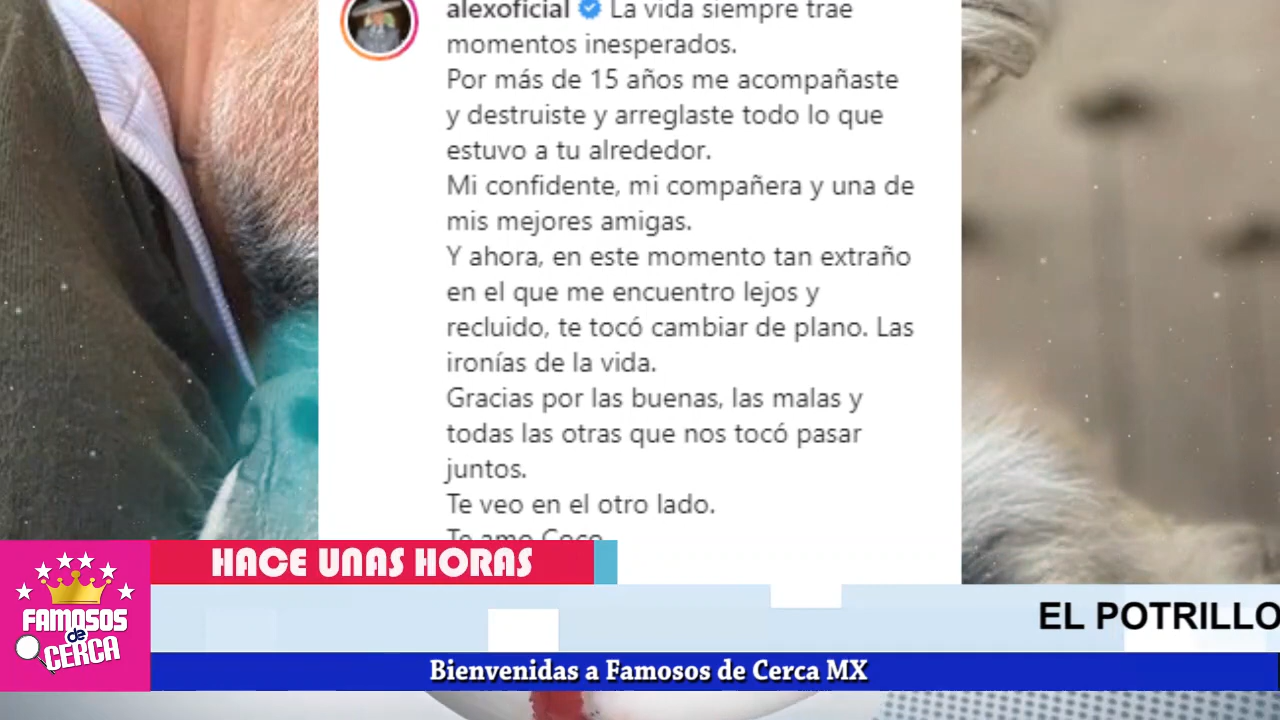 alexoficial La vida siempre trae
momentos inesperados.
Por más de 15 años me acompañaste
y destruiste y arreglaste todo lo que
estuvo a tu alrededor.
Mi confidente, mi compañera y una de
mis mejores amigas.
Y ahora, en este momento tan extraño
en el que me encuentro lejos y
recluido, te tocó cambiar de plano. Las
ironías de la vida.
Gracias por las buenas, las malas y
todas las otras que nos tocó pasar
juntos.
Te veo en el otro lado.
Te amo Coco
HACE UNAS HORAS
FAMOSOS
de
CERCA
EL POTRILLO
Bienvenidas a Famosos de Cerca MX